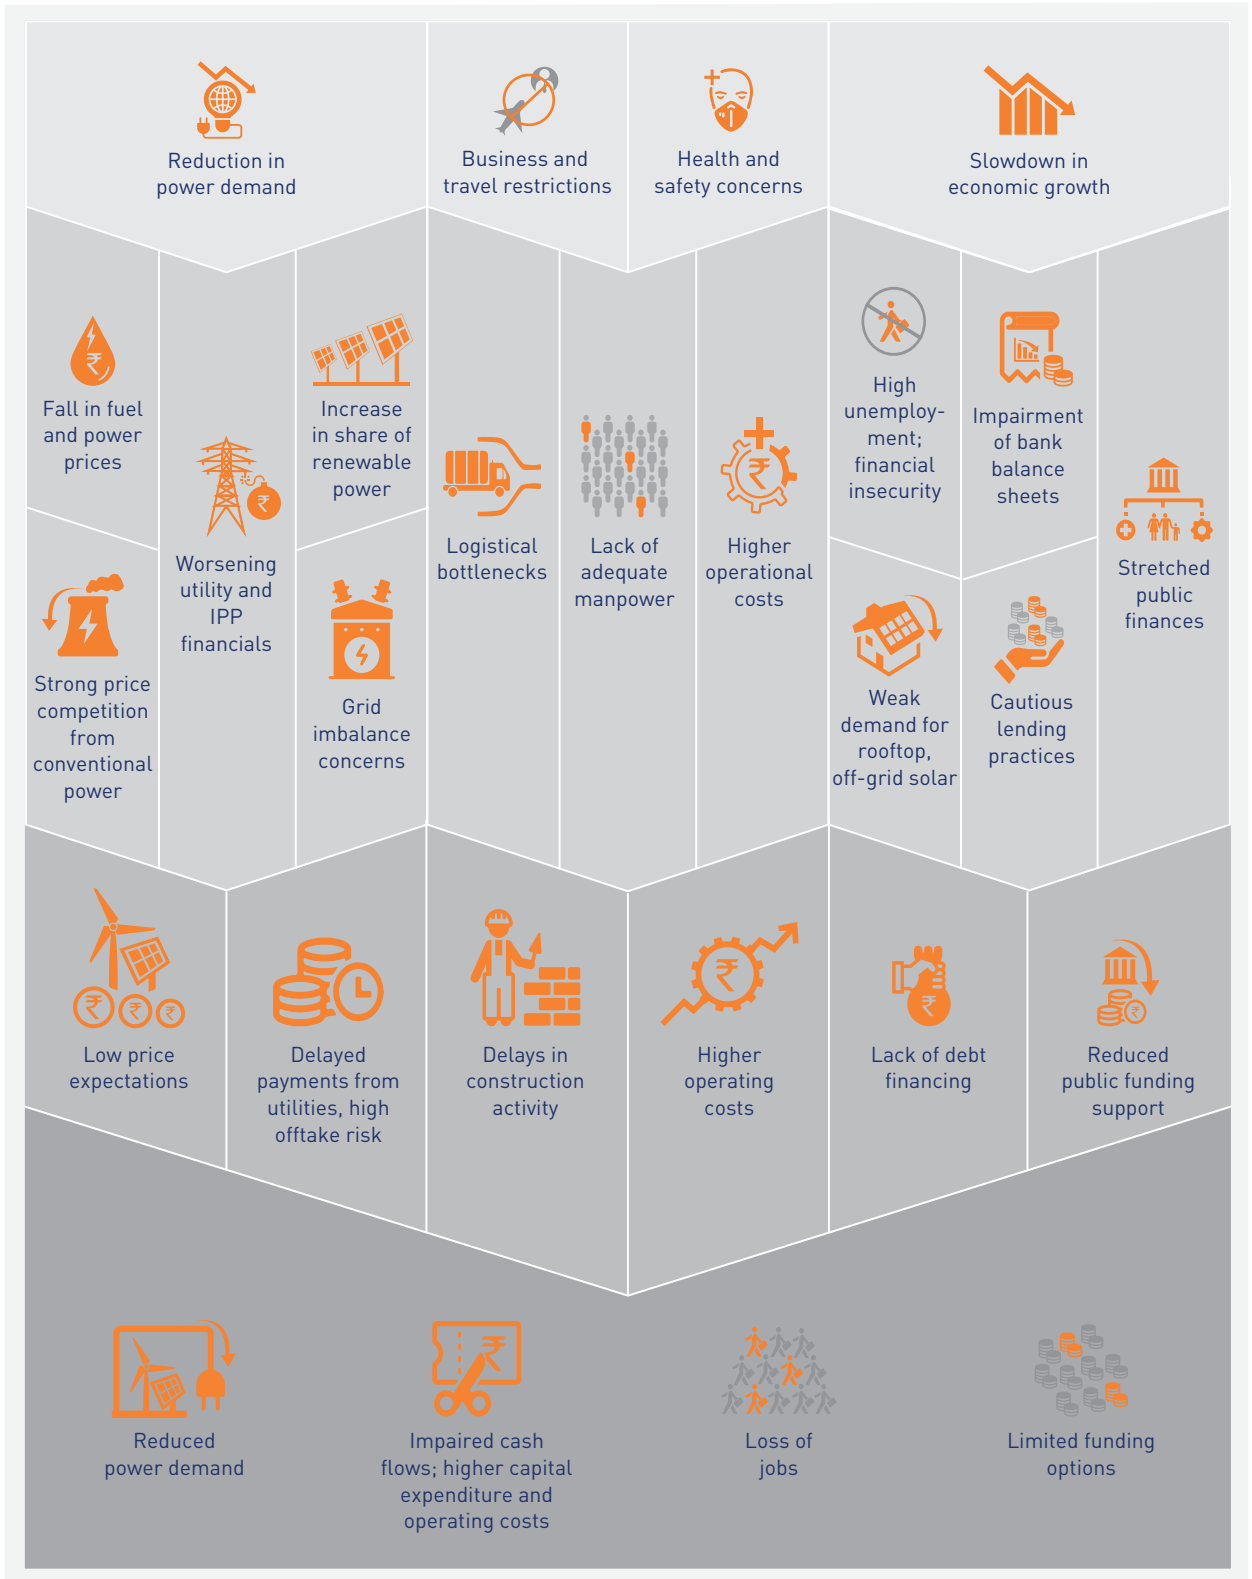 Reduction in
power demand
Business and
travel restrictions
Health and
safety concerns
Slowdown in
economic growth
Fall in fuel
and power
prices
Strong price
competition
from
conventional
power
Worsening
utility and
IPP
financials
Increase
in share of
renewable
power
Grid
imbalance
concerns
Logistical
bottlenecks
Lack of
adequate
manpower
Higher
operational
costs
High
unemploy-
ment;
financial
insecurity
Weak
demand for
rooftop,
off-grid solar
Impairment
of bank
balance
sheets
Cautious
lending
practices
Stretched
public
finances
Low price
expectations
Delayed
payments from
utilities, high
offtake risk
Delays in
construction
activity
Higher
operating
costs
Lack of debt
financing
Reduced
public funding
support
Reduced
power demand
Impaired cash
flows; higher capital
expenditure and
operating costs
Loss of
jobs
Limited funding
options